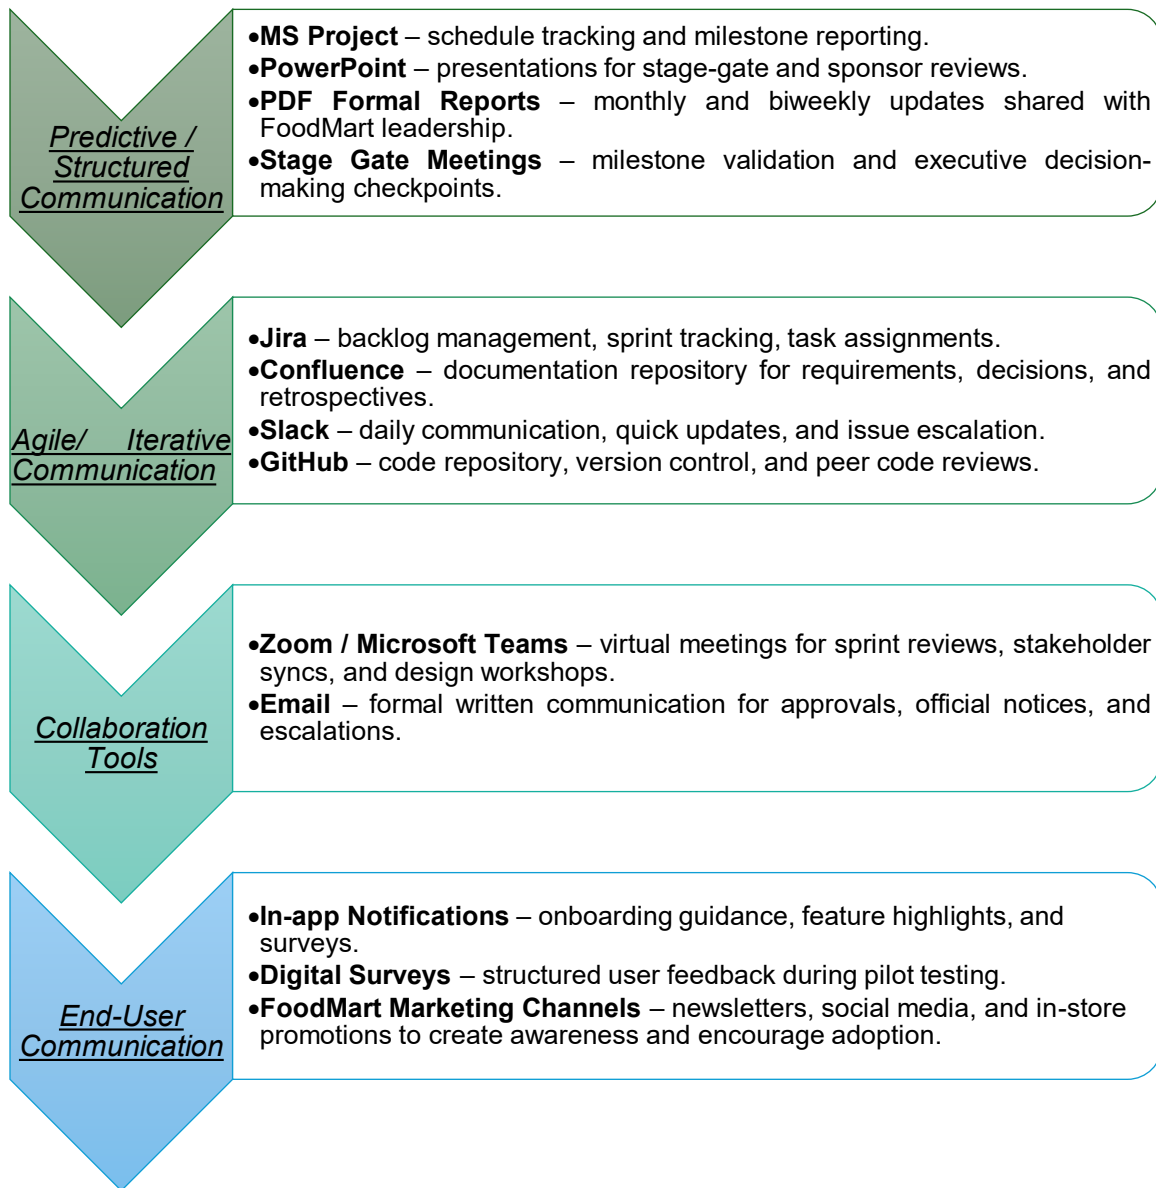 Predictive /
Structured
Communication
•MS Project – schedule tracking and milestone reporting.
•PowerPoint – presentations for stage-gate and sponsor reviews.
•PDF Formal Reports – monthly and biweekly updates shared with
FoodMart leadership.
•Stage Gate Meetings – milestone validation and executive decision-
making checkpoints.
Agile/ Iterative
Communication
•Jira – backlog management, sprint tracking, task assignments.
•Confluence – documentation repository for requirements, decisions, and
retrospectives.
•Slack – daily communication, quick updates, and issue escalation.
•GitHub – code repository, version control, and peer code reviews.
Collaboration
Tools
•Zoom / Microsoft Teams – virtual meetings for sprint reviews, stakeholder
syncs, and design workshops.
•Email – formal written communication for approvals, official notices, and
escalations.
End-User
Communication
•In-app Notifications – onboarding guidance, feature highlights, and
surveys.
•Digital Surveys – structured user feedback during pilot testing.
•FoodMart Marketing Channels – newsletters, social media, and in-store
promotions to create awareness and encourage adoption.